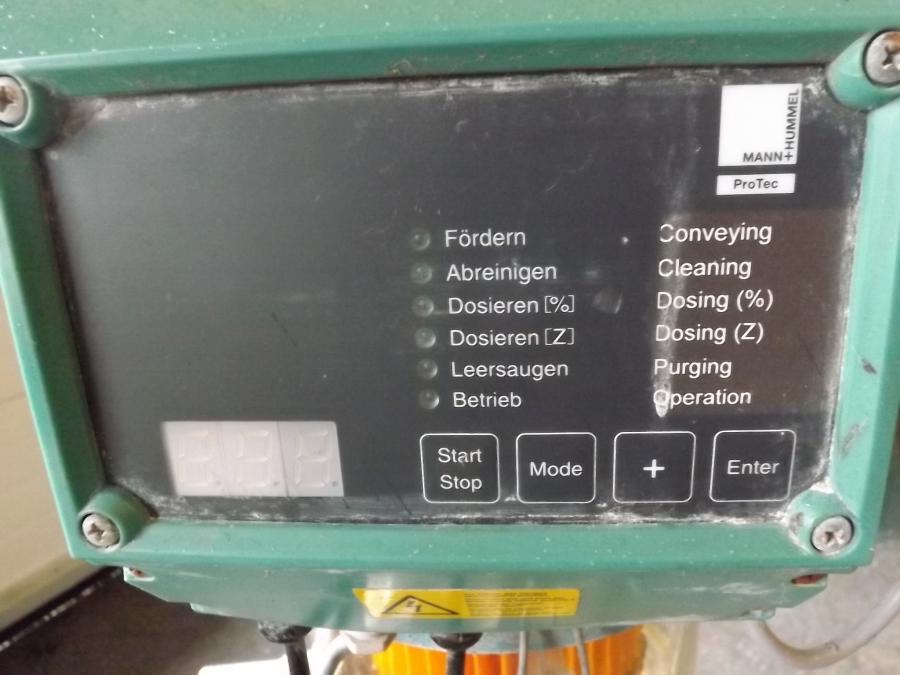 MANN+HUMMEL
ProTec
Fördern Conveying
Abreinigen Cleaning
Dosieren [%] Dosing (%)
Dosieren [Z] Dosing (Z)
Leersaugen Purging
Betrieb Operation
Start
Stop
Mode
+
Enter